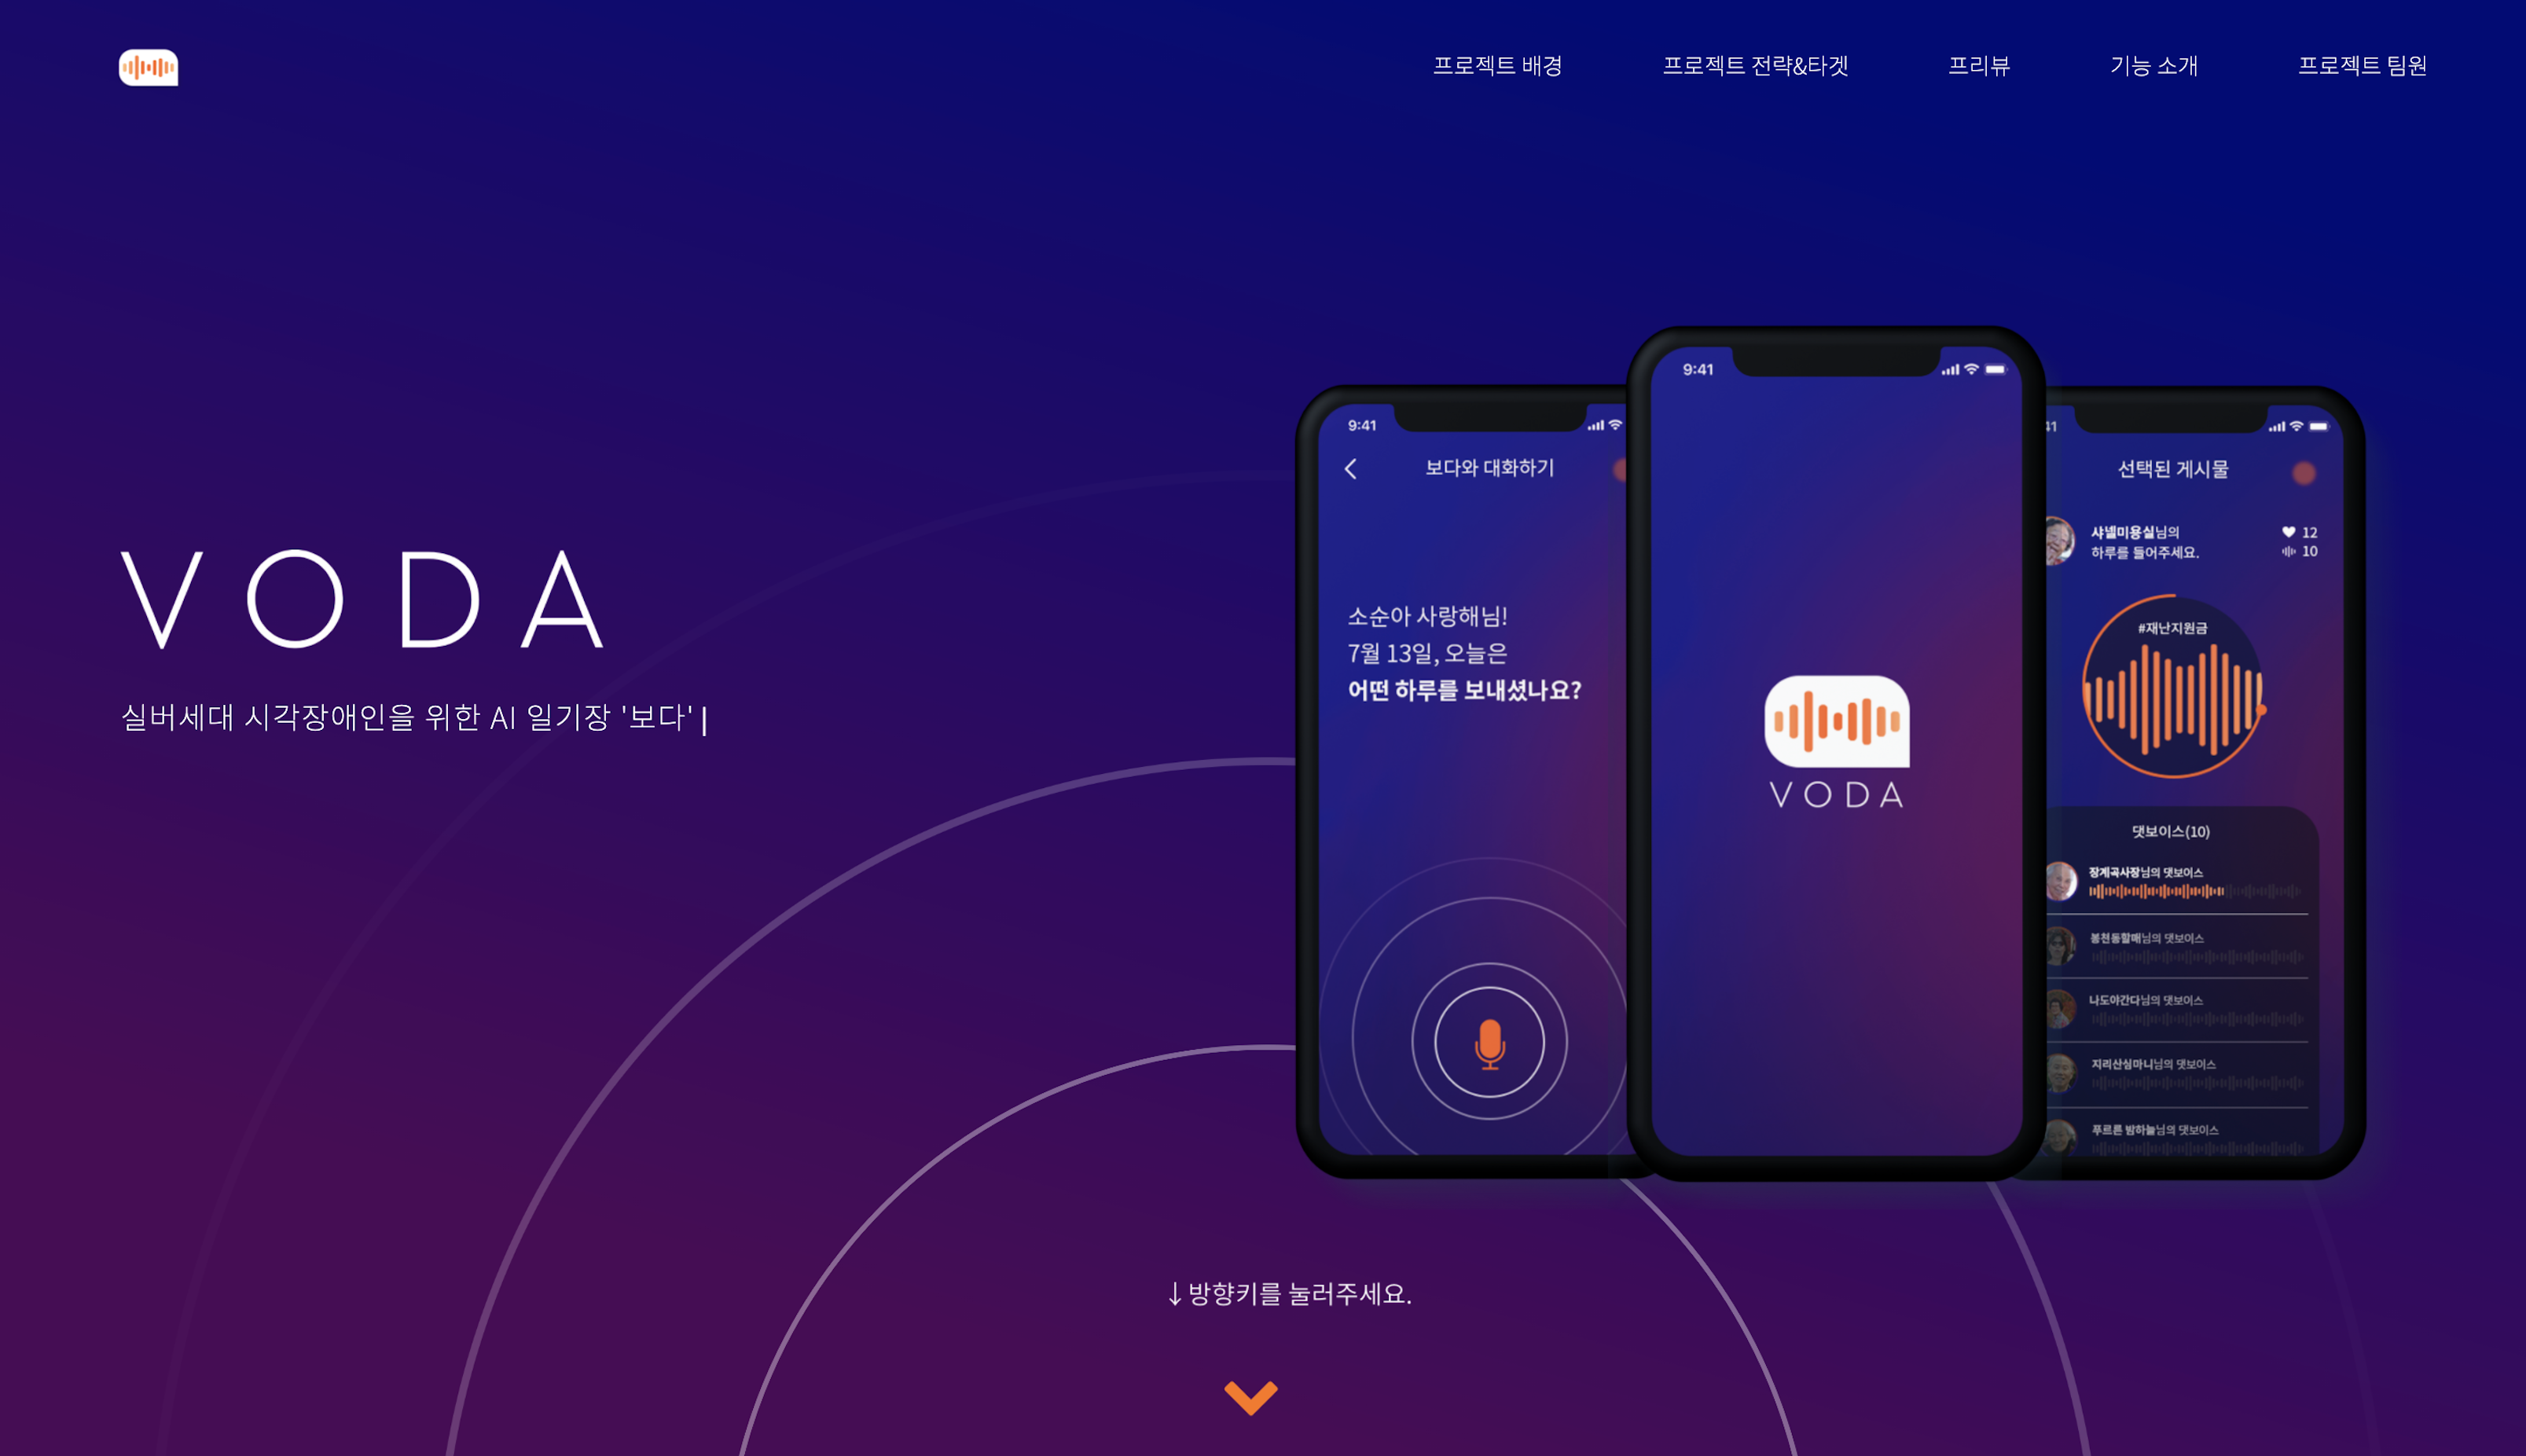 프로젝트 배경
프로젝트 전략&타겟
프리뷰
기능 소개
프로젝트 팀원
VODA
실버세대 시각장애인을 위한 AI 일기장 '보다'|
9:41
보다와 대화하기
소순아 사랑해님!
7월 13일, 오늘은
어떤 하루를 보내셨나요?
9:41
VODA
41
선택된 게시물
샤넬미용실님의
하루를 들어주세요.
12
10
#재난지원금
댓보이스(10)
장계곡사장님의 댓보이스
봉천동할매님의 댓보이스
나도야간다님의 댓보이스
지리산심마니님의 댓보이스
푸르른 밤하늘님의 댓보이스
↓ 방향키를 눌러주세요.